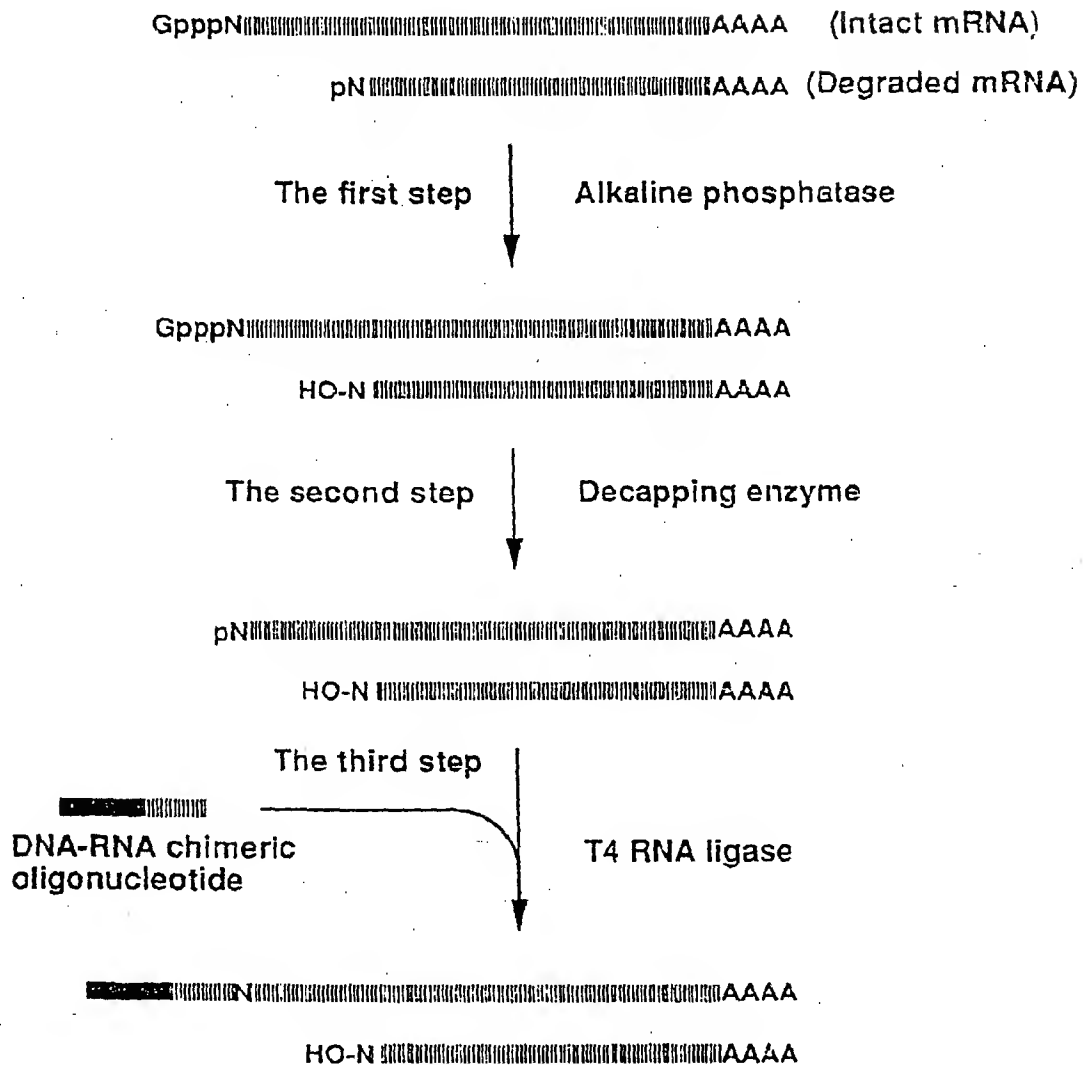 GpppN AAAA (Intact mRNA)
pN AAAA (Degraded mRNA)
The first step Alkaline phosphatase
GpppN AAAA
HO-N AAAA
The second step Decapping enzyme
pN AAAA
HO-N AAAA
The third step
DNA-RNA chimeric
oligonucleotide
T4 RNA ligase
N AAAA
HO-N AAAA